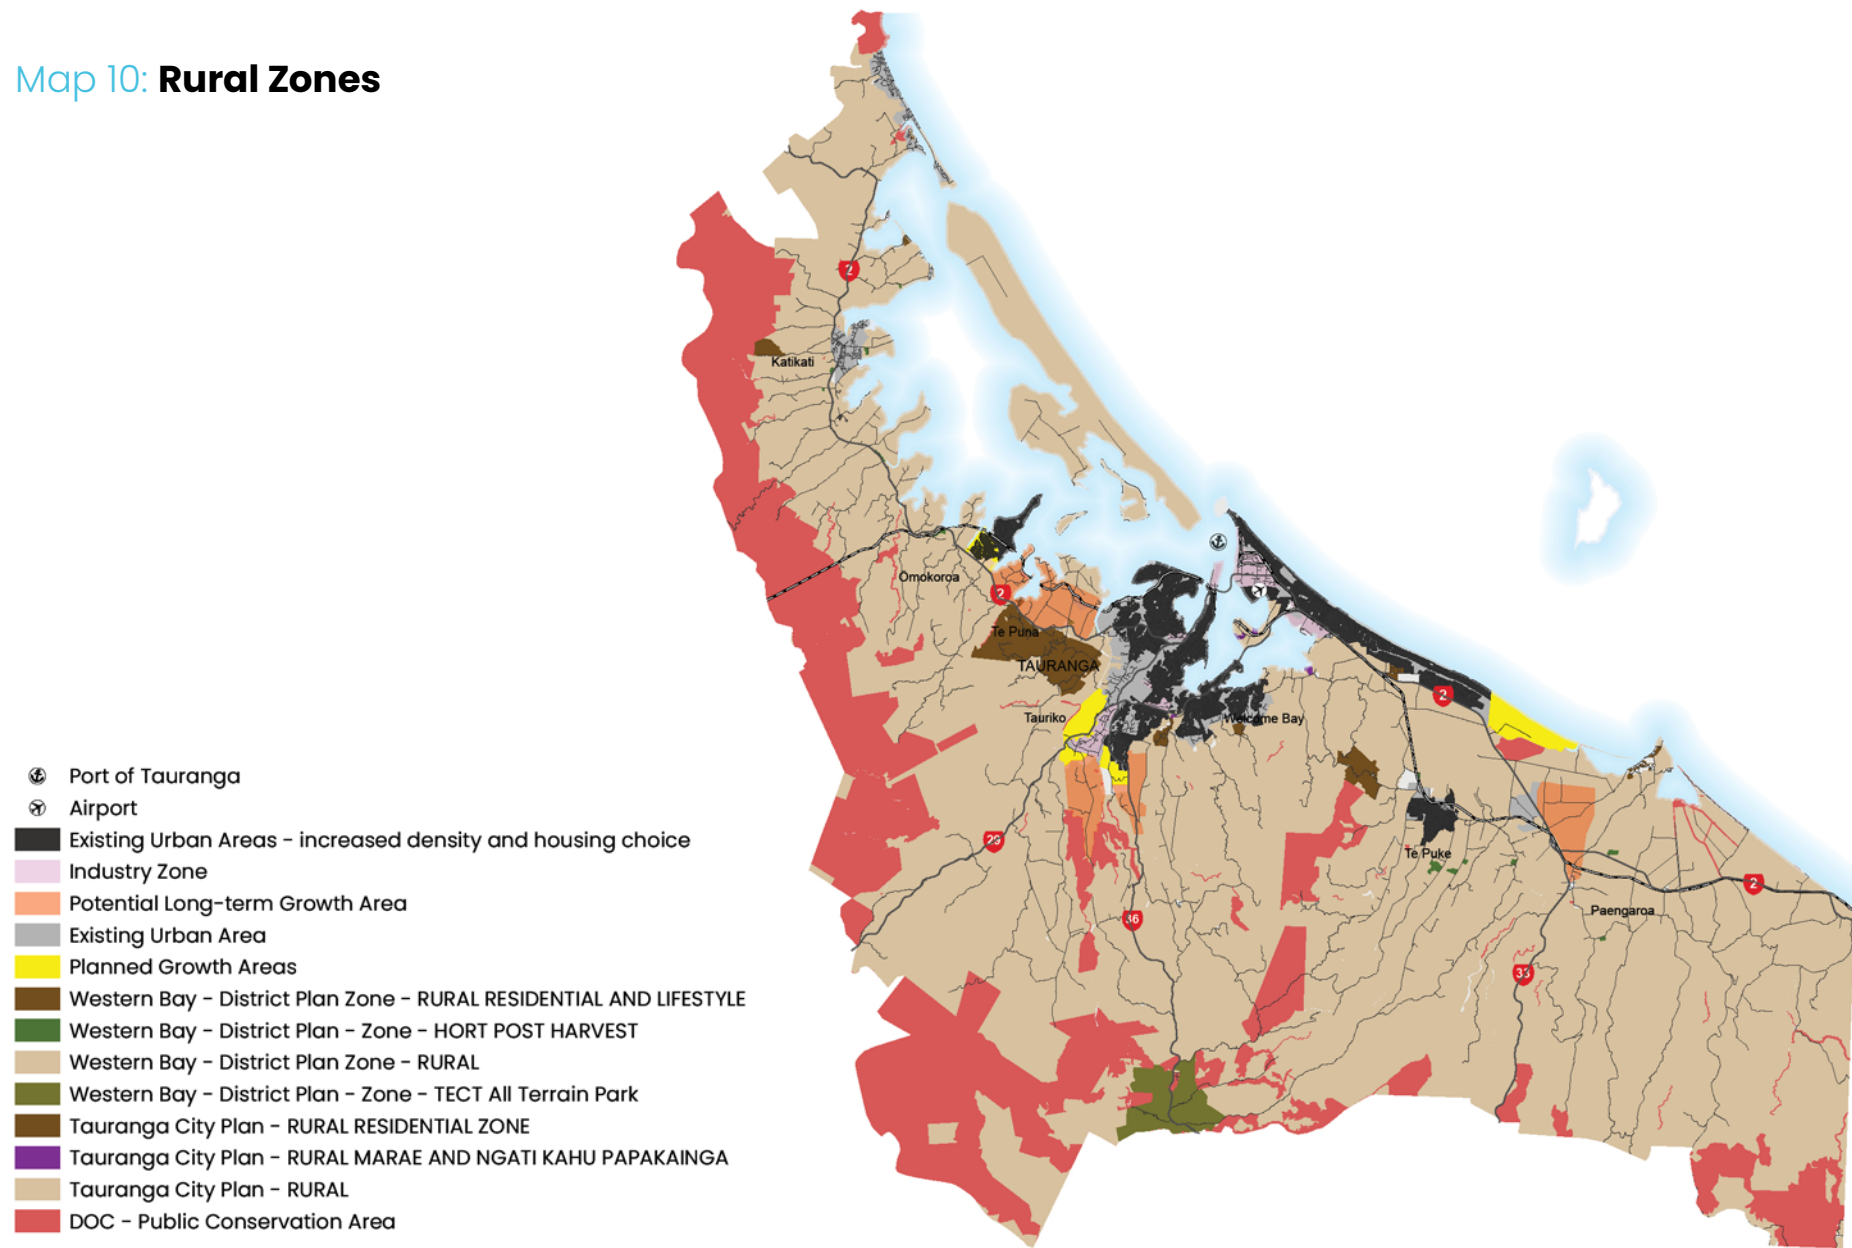 Map 10: Rural Zones
2
Katikati
Omokoroa
2
Te Puna
TAURANGA
Tauriko
Welcome Bay
2
29
Te Puke
2
36
Paengaroa
33
Port of Tauranga
Airport
Existing Urban Areas - increased density and housing choice
Industry Zone
Potential Long-term Growth Area
Existing Urban Area
Planned Growth Areas
Western Bay - District Plan Zone - RURAL RESIDENTIAL AND LIFESTYLE
Western Bay - District Plan - Zone - HORT POST HARVEST
Western Bay - District Plan Zone - RURAL
Western Bay - District Plan - Zone - TECT All Terrain Park
Tauranga City Plan - RURAL RESIDENTIAL ZONE
Tauranga City Plan - RURAL MARAE AND NGATI KAHU PAPAKAINGA
Tauranga City Plan - RURAL
DOC - Public Conservation Area